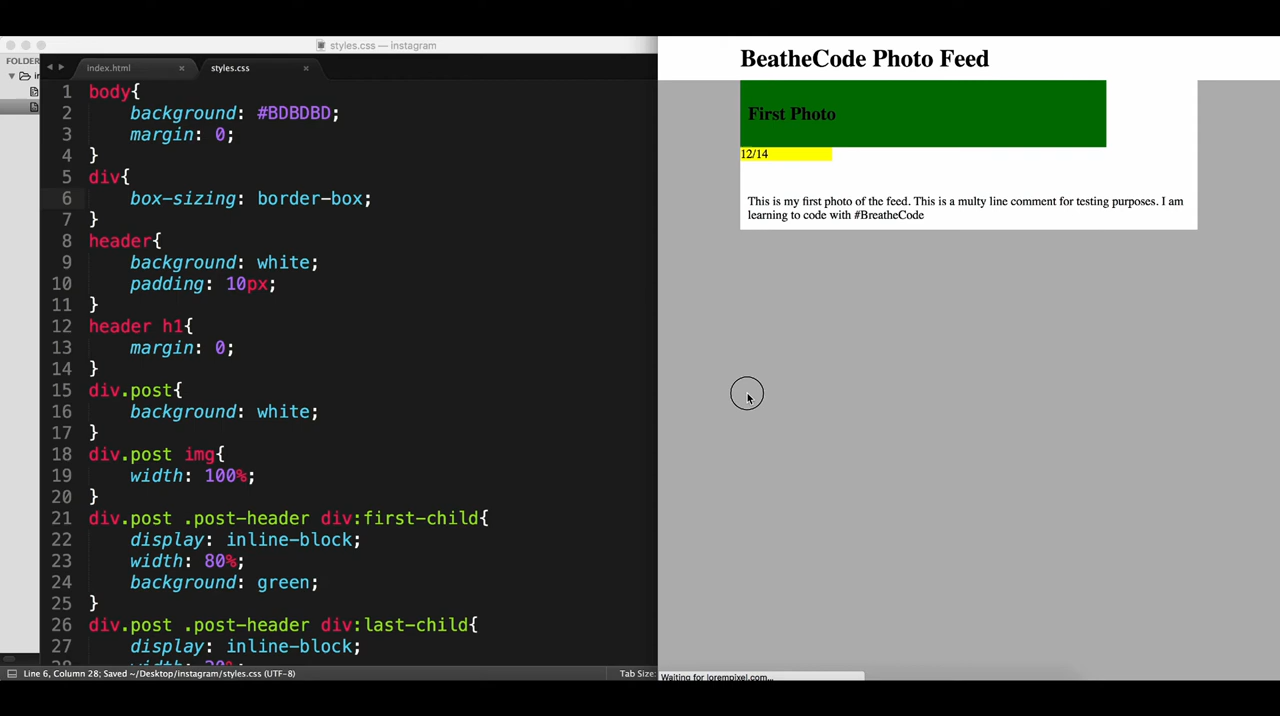 styles.css — instagram
FOLDER
index.html
styles.css
1 body{
2 background: #BDBDBD;
3 margin: 0;
4 }
5 div{
6 box-sizing: border-box;
7 }
8 header{
9 background: white;
10 padding: 10px;
11 }
12 header h1{
13 margin: 0;
14 }
15 div.post{
16 background: white;
17 }
18 div.post img{
19 width: 100%;
20 }
21 div.post .post-header div:first-child{
22 display: inline-block;
23 width: 80%;
24 background: green;
25 }
26 div.post .post-header div:last-child{
27 display: inline-block;
Line 6, Column 28; Saved ~/Desktop/instagram/styles.css (UTF-8)
Tab Size:
BeatheCode Photo Feed
First Photo
12/14
This is my first photo of the feed. This is a multy line comment for testing purposes. I am
learning to code with #BreatheCode
Waiting for lorempixel.com...